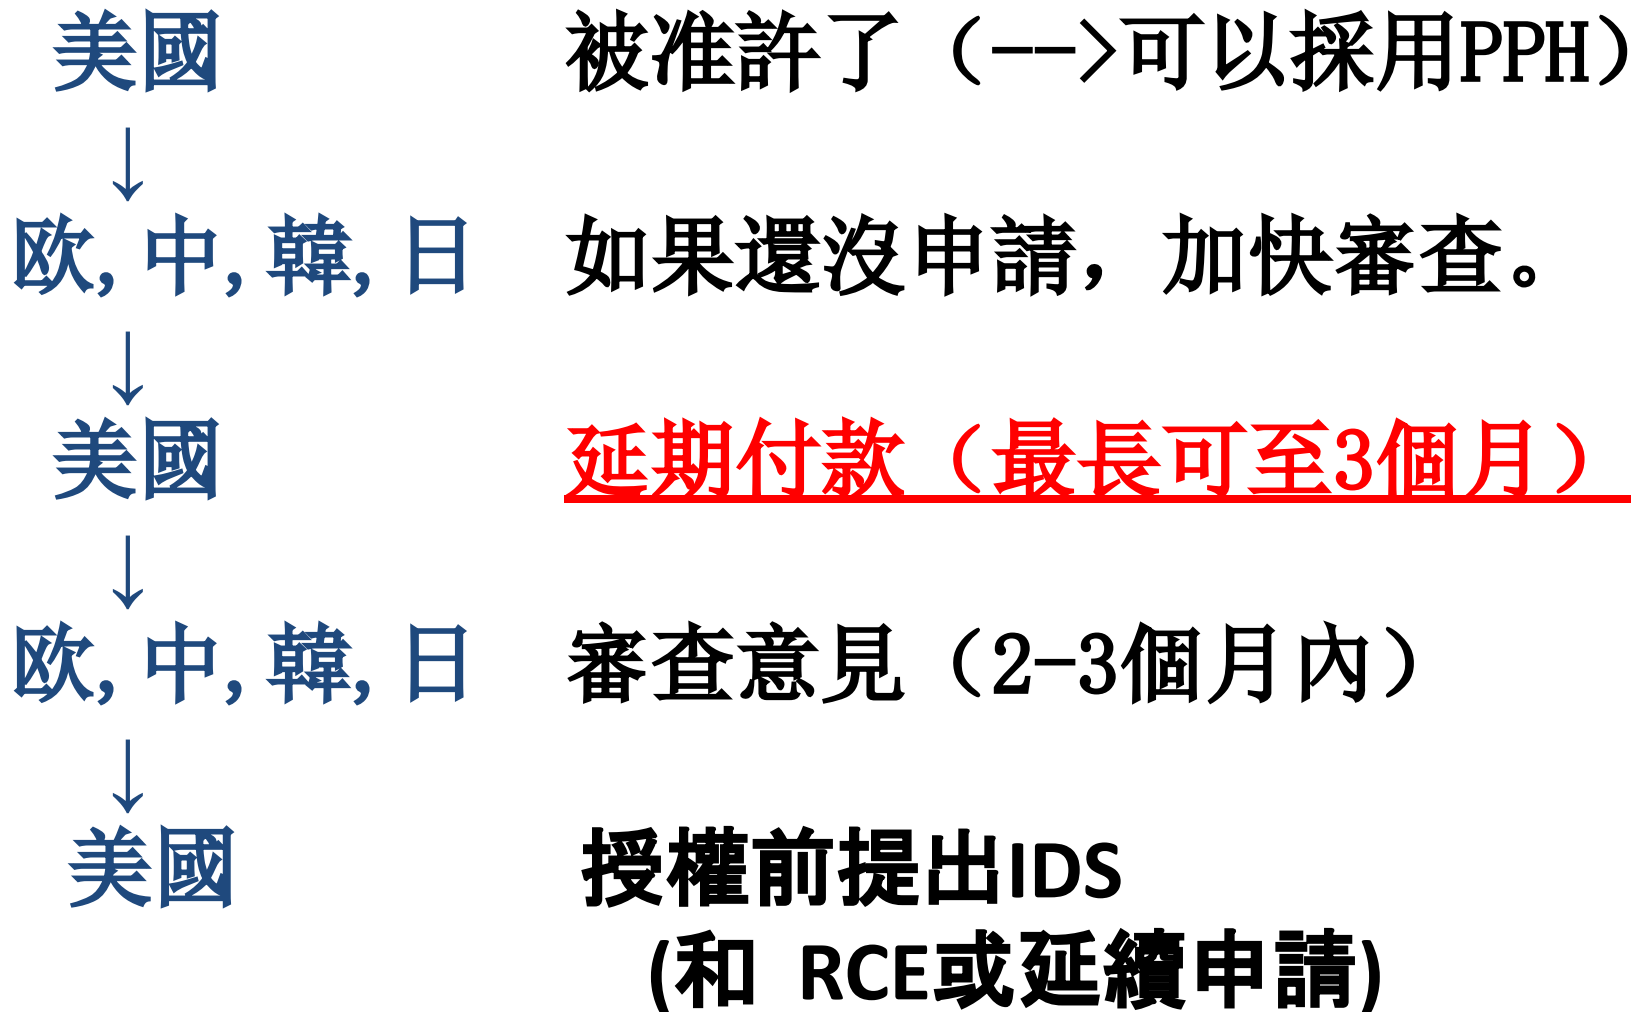 美國 被准許了（-->可以採用PPH）
↓
欧,中,韓,日 如果還沒申請，加快審查。
↓
美國 延期付款（最長可至3個月）
↓
欧,中,韓,日 審查意見（2-3個月內）
↓
美國 授權前提出IDS
(和 RCE或延續申請)